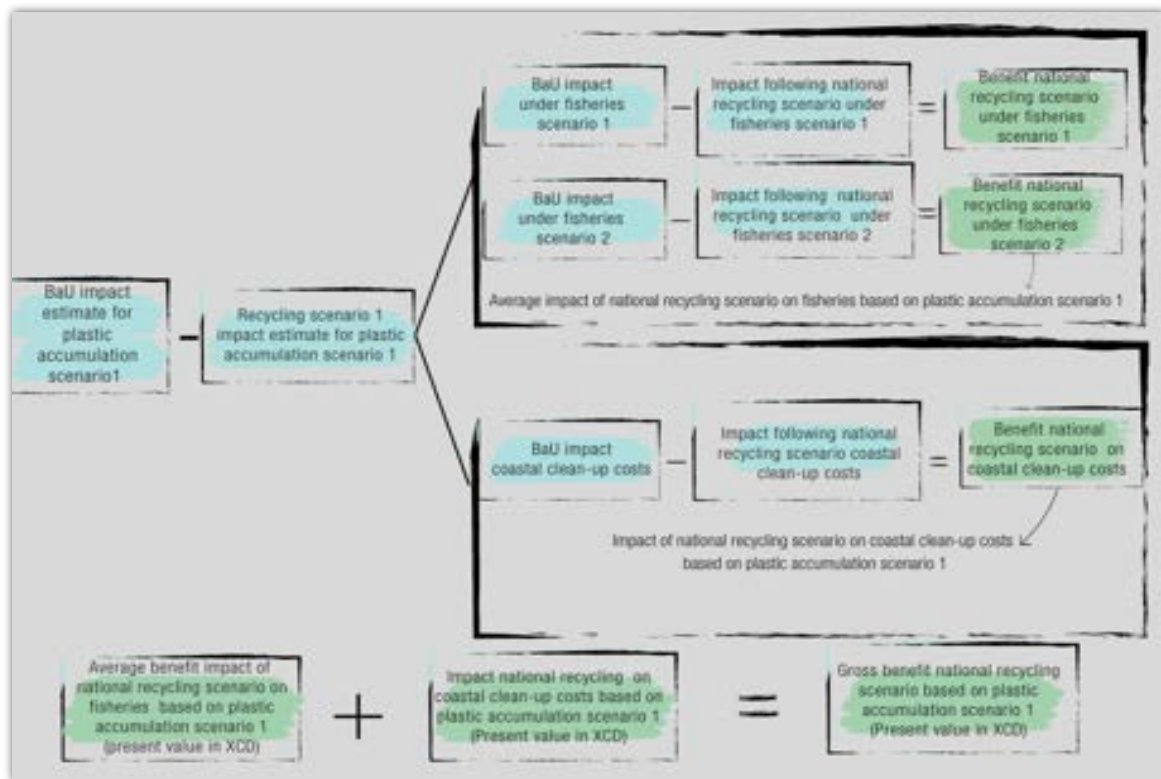 BaU impact
under fisheries
scenario 1
–
Impact following national
recycling scenario under
fisheries scenario 1
=
Benefit national
recycling scenario
under fisheries
scenario 1
BaU impact
under fisheries
scenario 2
–
Impact following national
recycling scenario under
fisheries scenario 2
=
Benefit national
recycling scenario
under fisheries
scenario 2
Average impact of national recycling scenario on fisheries based on plastic accumulation scenario 1
BaU impact
estimate for
plastic
accumulation
scenario1
-
Recycling scenario 1
impact estimate for plastic
accumulation scenario 1
BaU impact
coastal clean-up costs
–
Impact following national
recycling scenario coastal
clean-up costs
=
Benefit national
recycling scenario on
coastal clean-up costs
Impact of national recycling scenario on coastal clean-up costs
based on plastic accumulation scenario 1
Average benefit impact of
national recycling scenario on
fisheries based on plastic
accumulation scenario 1
(present value in XCD)
+
Impact national recycling on
coastal clean-up costs based on
plastic accumulation scenario 1
(Present value in XCD)
=
Gross benefit national recycling
scenario based on plastic
accumulation scenario 1
(Present value in XCD)